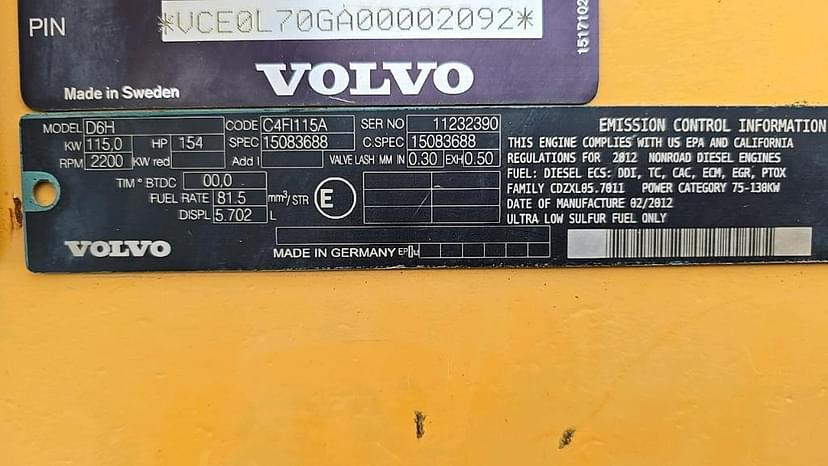 PIN *VCE0L70GA00002092*
1517102
Made in Sweden VOLVO
MODEL D6H CODE C4FI115A SER NO 11232390
KW 115,0 HP 154 SPEC 15083688 C.SPEC 15083688
RPM 2200 KW red Add I VALVE LASH MM IN 0.30 EXH 0.50
TIM° BTDC 00,0
FUEL RATE 81.5 mm³/STR E
DISPL 5.702 L
VOLVO
MADE IN GERMANY
EMISSION CONTROL INFORMATION
THIS ENGINE COMPLIES WITH US EPA AND CALIFORNIA
REGULATIONS FOR 2012 NONROAD DIESEL ENGINES
FUEL: DIESEL ECS: DDI, TC, CAC, ECM, EGR, PTOX
FAMILY CDZXL05.7011 POWER CATEGORY 75-130KW
DATE OF MANUFACTURE 02/2012
ULTRA LOW SULFUR FUEL ONLY